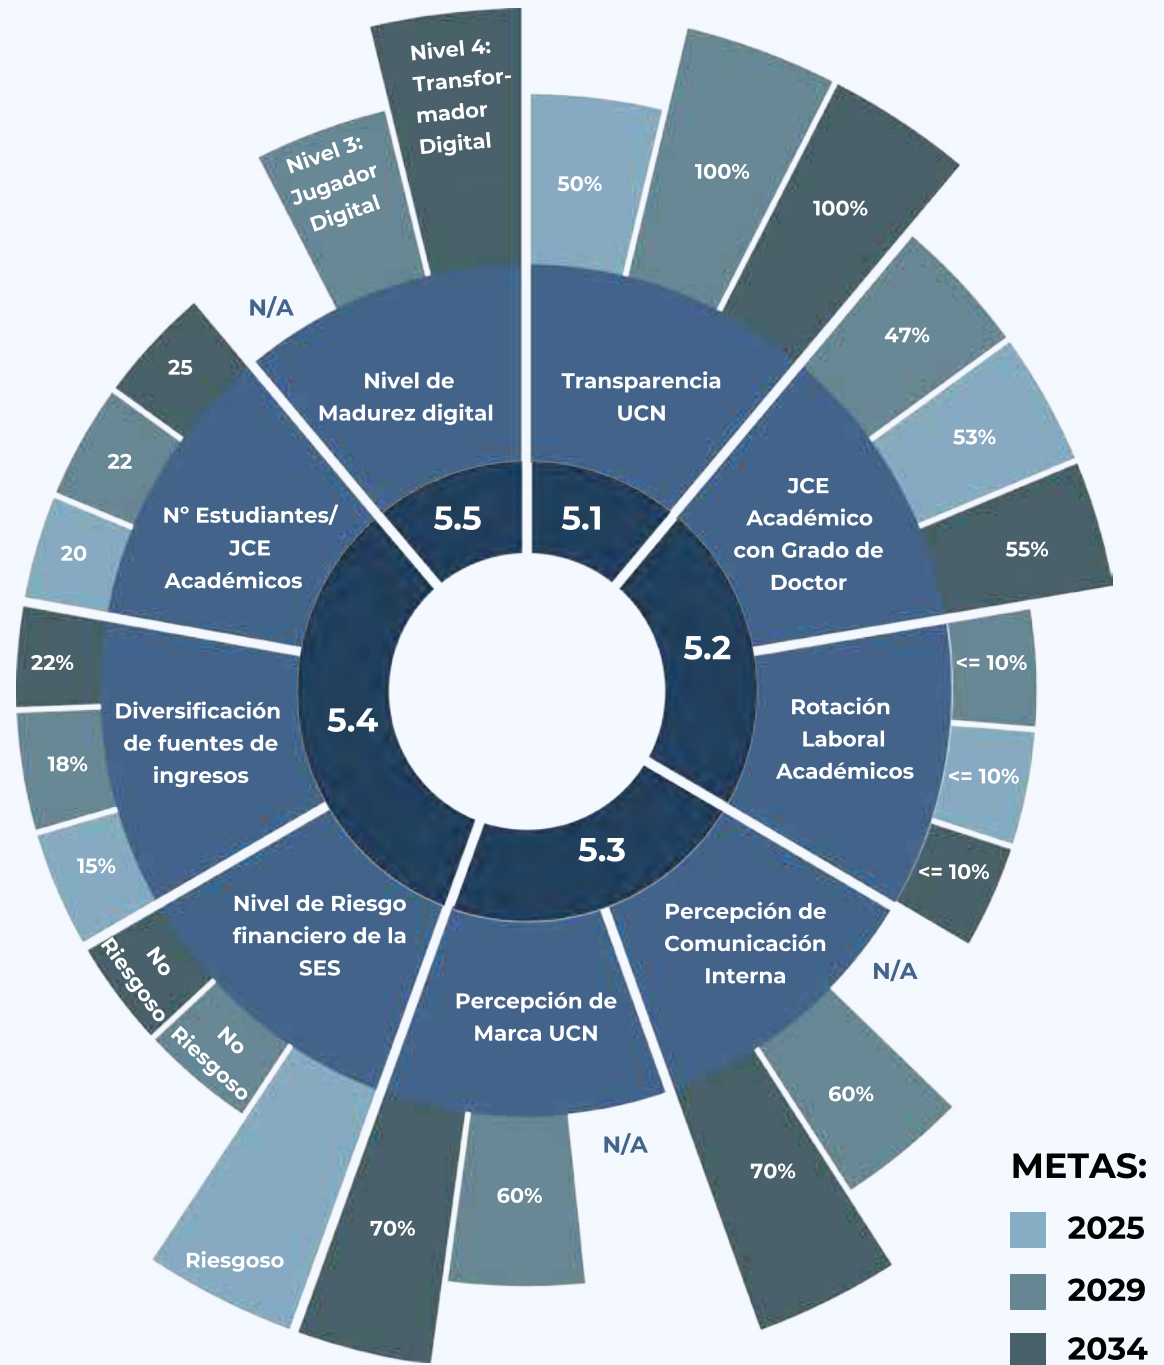 Nivel 4:
Transfor-
mador
Digital
Nivel 3:
Jugador
Digital
N/A
Nivel de
Madurez digital
5.5
50%
100%
100%
Transparencia
UCN
5.1
47%
53%
55%
JCE
Académico
con Grado de
Doctor
5.2
<= 10%
<= 10%
<= 10%
Rotación
Laboral
Académicos
N/A
60%
70%
Percepción de
Comunicación
Interna
5.3
N/A
60%
70%
Percepción de
Marca UCN
Riesgoso
No
Riesgoso
No
Riesgoso
Nivel de Riesgo
financiero de la
SES
5.4
15%
18%
22%
Diversificación
de fuentes de
ingresos
20
22
25
Nº Estudiantes/
JCE
Académicos
METAS:
2025
2029
2034